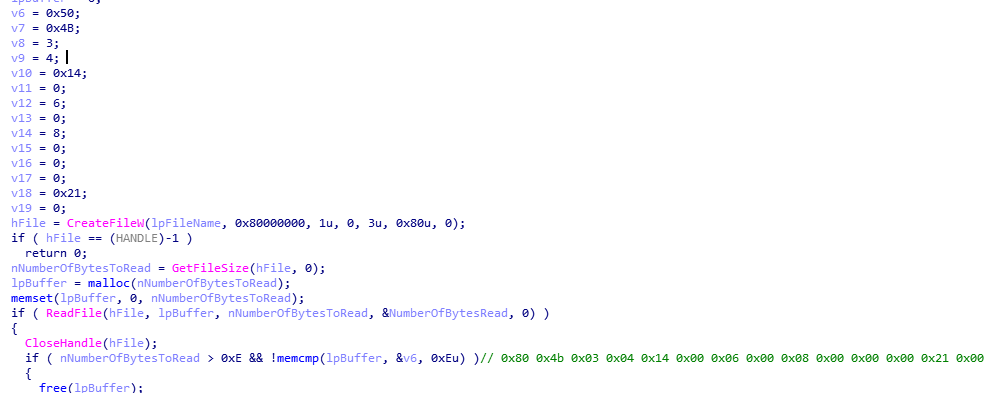 v6 = 0x50;
v7 = 0x4B;
v8 = 3;
v9 = 4;
v10 = 0x14;
v11 = 0;
v12 = 6;
v13 = 0;
v14 = 8;
v15 = 0;
v16 = 0;
v17 = 0;
v18 = 0x21;
v19 = 0;
hFile = CreateFileW(lpFileName, 0x80000000, 1u, 0, 3u, 0x80u, 0);
if ( hFile == (HANDLE)-1 )
  return 0;
nNumberOfBytesToRead = GetFileSize(hFile, 0);
lpBuffer = malloc(nNumberOfBytesToRead);
memset(lpBuffer, 0, nNumberOfBytesToRead);
if ( ReadFile(hFile, lpBuffer, nNumberOfBytesToRead, &NumberOfBytesRead, 0) )
{
  CloseHandle(hFile);
  if ( nNumberOfBytesToRead > 0xE && !memcmp(lpBuffer, &v6, 0xEu) )// 0x80 0x4b 0x03 0x04 0x14 0x00 0x06 0x00 0x08 0x00 0x00 0x00 0x21 0x00
  {
    free(lpBuffer);